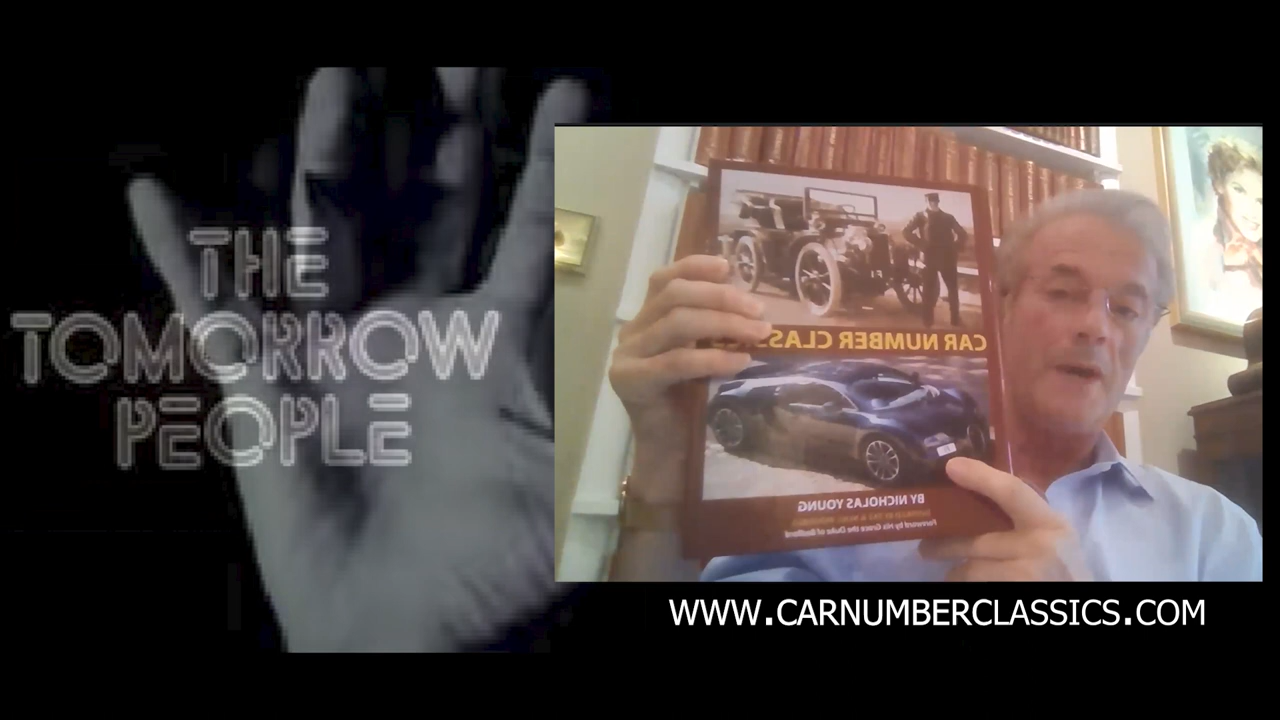 THE
TOMORROW
PEOPLE
CAR NUMBER CLASS
BY NICHOLAS YOUNG
Foreword by His Grace the Duke of Bedford
WWW.CARNUMBERCLASSICS.COM